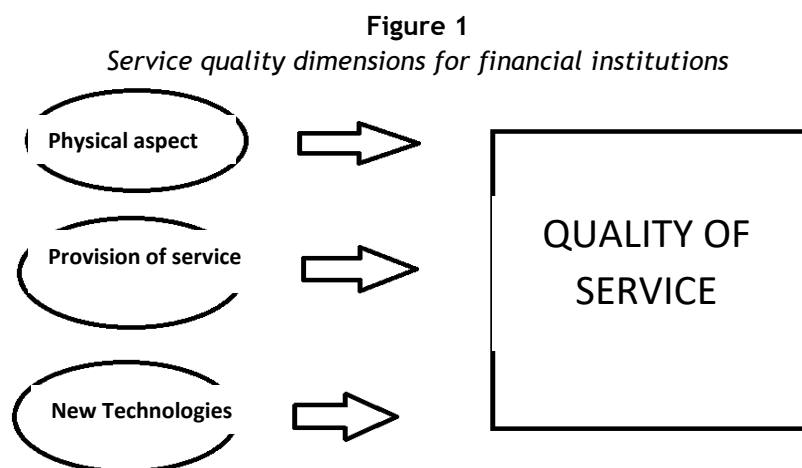 Figure 1
Service quality dimensions for financial institutions
Physical aspect
Provision of service
New Technologies
QUALITY OF
SERVICE